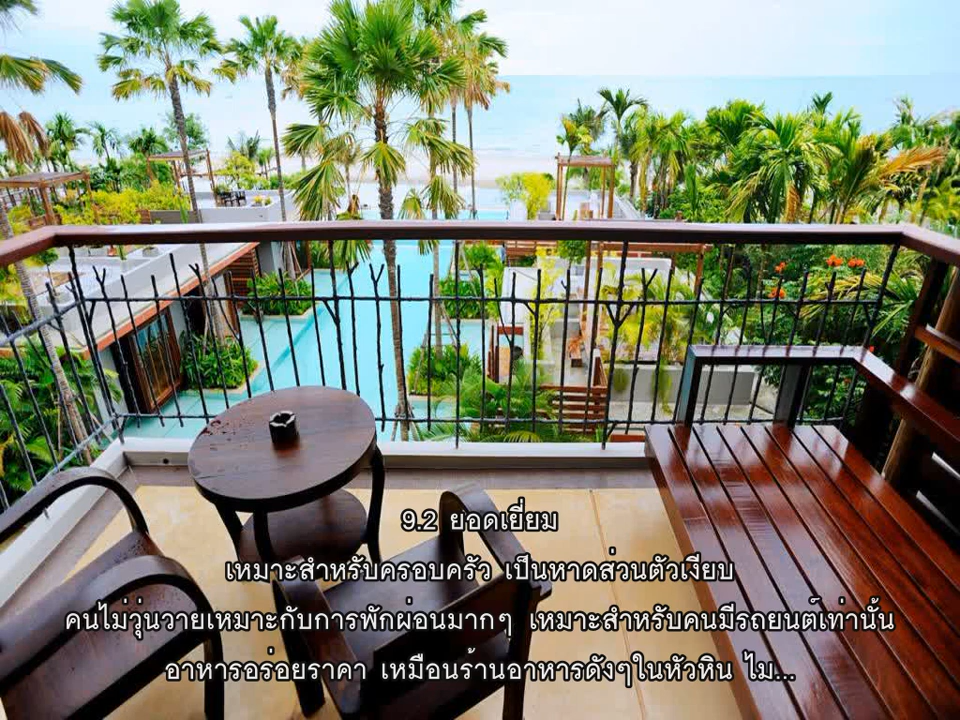 9.2 ยอดเยี่ยม
เหมาะสำหรับครอบครัว เป็นหาดส่วนตัวเงียบ
คนไม่วุ่นวายเหมาะกับการพักผ่อนมากๆ เหมาะสำหรับคนมีรถยนต์เท่านั้น
อาหารอร่อยราคา เหมือนร้านอาหารดังๆในหัวหิน ไม...